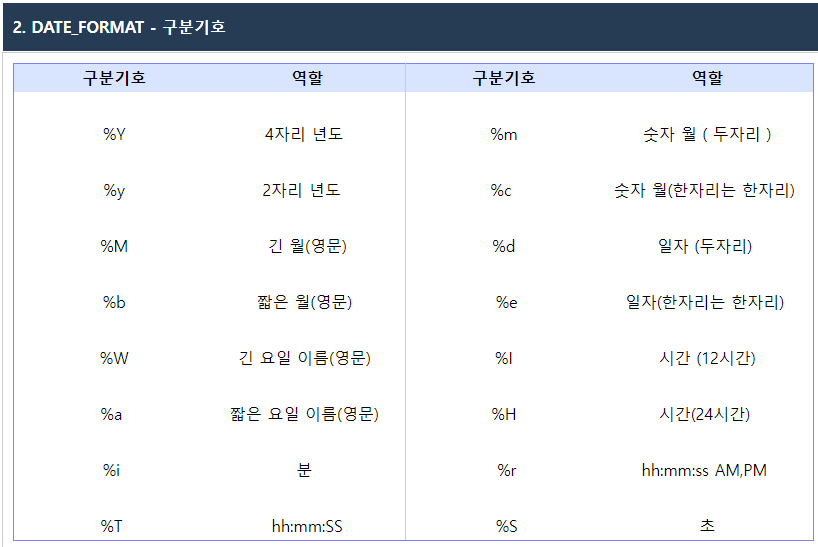 2. DATE_FORMAT - 구분기호
구분기호 역할 구분기호 역할
%Y 4자리 년도 %m 숫자 월 ( 두자리 )
%y 2자리 년도 %c 숫자 월(한자리는 한자리)
%M 긴 월(영문) %d 일자 (두자리)
%b 짧은 월(영문) %e 일자(한자리는 한자리)
%W 긴 요일 이름(영문) %I 시간 (12시간)
%a 짧은 요일 이름(영문) %H 시간(24시간)
%i 분 %r hh:mm:ss AM,PM
%T hh:mm:SS %S 초